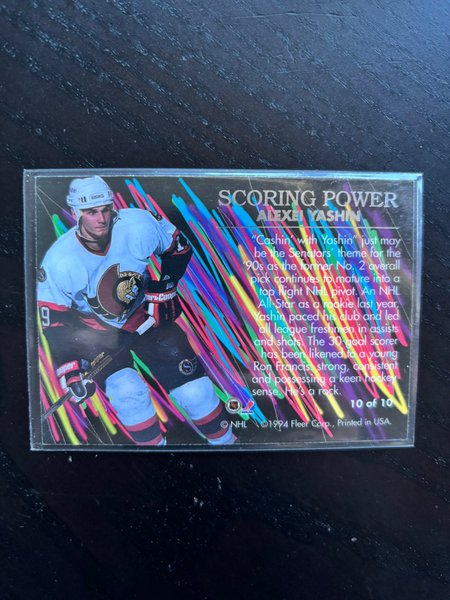 SCORING POWER
ALEXEI YASHIN
"Cashin' with Yashin" just may
be the Senators' theme for the
'90s as the former No. 2 overall
pick continues to mature into a
top flight NHL pivot. An NHL
All-Star as a rookie last year,
Yashin paced his club and led
all league freshmen in assists
and shots. The 30-goal scorer
has been likened to a young
Ron Francis, strong, consistent
and possessing a keen hockey
sense. He's a rock.
10 of 10
© NHL ©1994 Fleer Corp., Printed in USA.
9